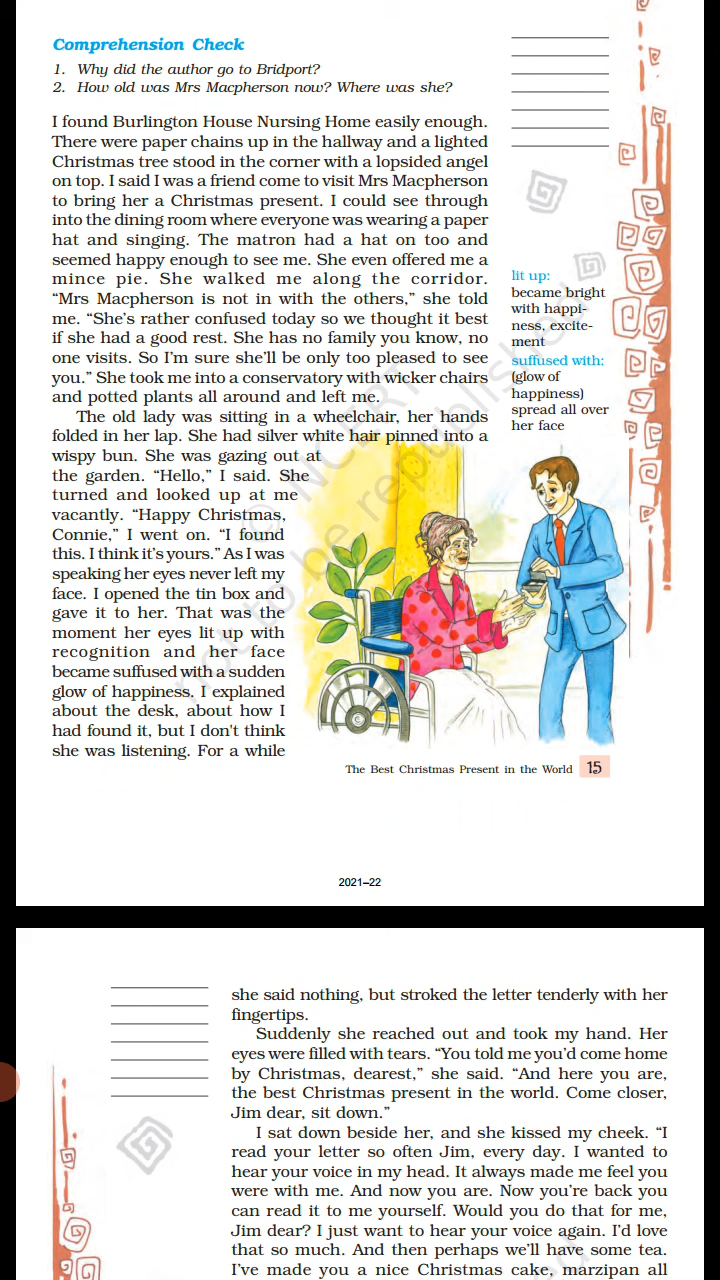 Comprehension Check
1. Why did the author go to Bridport?
2. How old was Mrs Macpherson now? Where was she?
I found Burlington House Nursing Home easily enough.
There were paper chains up in the hallway and a lighted
Christmas tree stood in the corner with a lopsided angel
on top. I said I was a friend come to visit Mrs Macpherson
to bring her a Christmas present. I could see through
into the dining room where everyone was wearing a paper
hat and singing. The matron had a hat on too and
seemed happy enough to see me. She even offered me a
mince pie. She walked me along the corridor.
“Mrs Macpherson is not in with the others,” she told
me. “She’s rather confused today so we thought it best
if she had a good rest. She has no family you know, no
one visits. So I’m sure she’ll be only too pleased to see
you.” She took me into a conservatory with wicker chairs
and potted plants all around and left me.
The old lady was sitting in a wheelchair, her hands
folded in her lap. She had silver white hair pinned into a
wispy bun. She was gazing out at
the garden. “Hello,” I said. She
turned and looked up at me
vacantly. “Happy Christmas,
Connie,” I went on. “I found
this. I think it’s yours.” As I was
speaking her eyes never left my
face. I opened the tin box and
gave it to her. That was the
moment her eyes lit up with
recognition and her face
became suffused with a sudden
glow of happiness. I explained
about the desk, about how I
had found it, but I don't think
she was listening. For a while
lit up:
became bright
with happi-
ness, excite-
ment
suffused with:
(glow of
happiness)
spread all over
her face
© NCERT
not to be republished
The Best Christmas Present in the World 15
2021–22
she said nothing, but stroked the letter tenderly with her
fingertips.
Suddenly she reached out and took my hand. Her
eyes were filled with tears. “You told me you’d come home
by Christmas, dearest,” she said. “And here you are,
the best Christmas present in the world. Come closer,
Jim dear, sit down.”
I sat down beside her, and she kissed my cheek. “I
read your letter so often Jim, every day. I wanted to
hear your voice in my head. It always made me feel you
were with me. And now you are. Now you’re back you
can read it to me yourself. Would you do that for me,
Jim dear? I just want to hear your voice again. I’d love
that so much. And then perhaps we’ll have some tea.
I’ve made you a nice Christmas cake, marzipan all